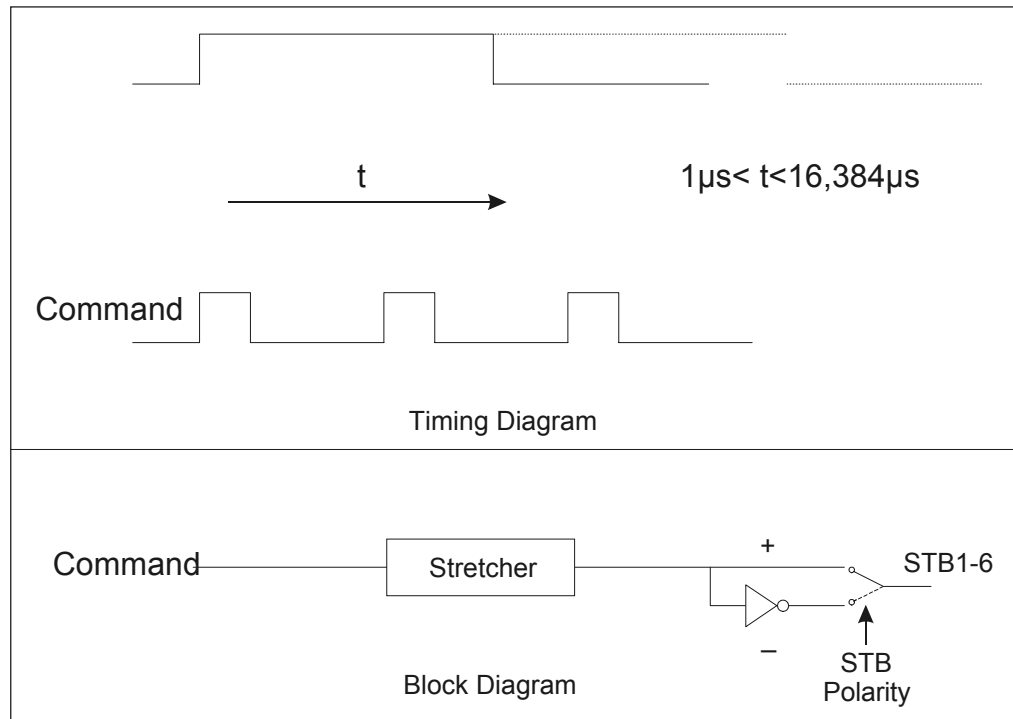 t
1µs< t<16,384µs
Command
Timing Diagram
Command
Stretcher
+
STB1-6
–
STB
Polarity
Block Diagram